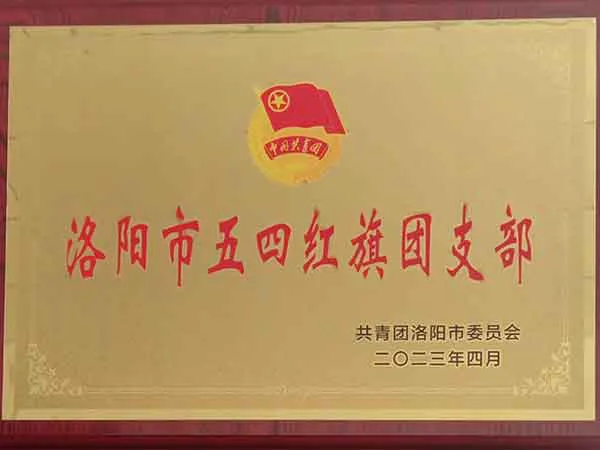 中国共青团
洛阳市五四红旗团支部
共青团洛阳市委员会
二〇二三年四月